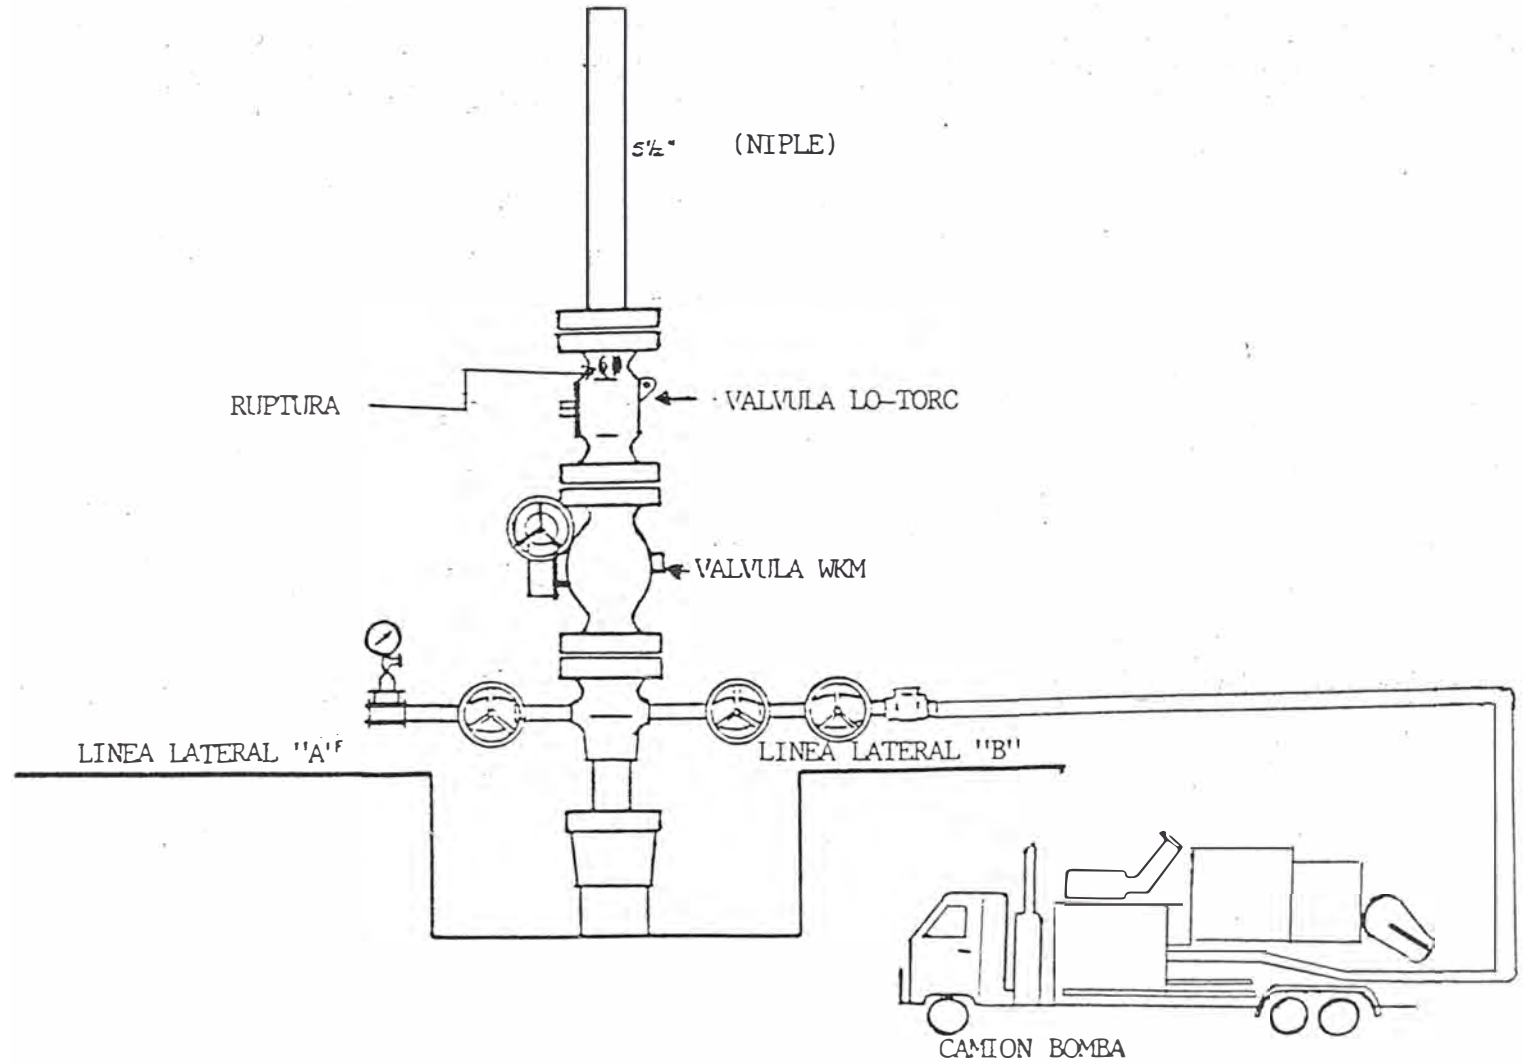 5½" (NIPLE)
RUPTURA
VALVULA LO-TORC
VALVULA WKM
LINEA LATERAL "A"
LINEA LATERAL "B"
CAMION BOMBA